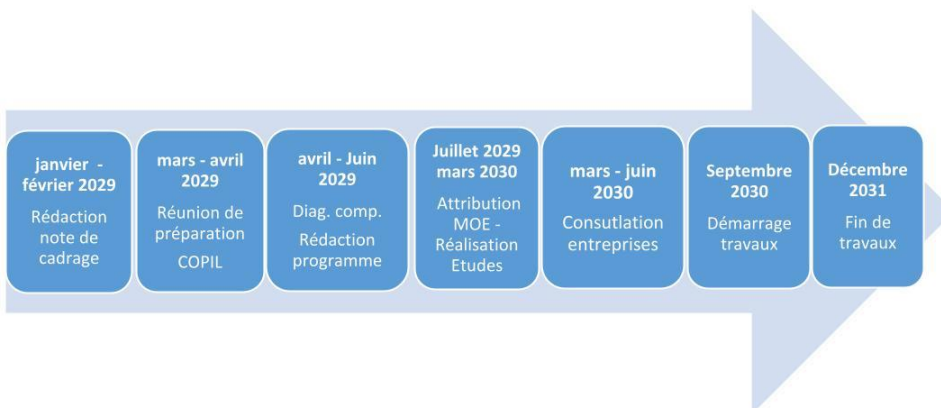 janvier -
février 2029
Rédaction
note de
cadrage
mars - avril
2029
Réunion de
préparation
COPIL
avril - Juin
2029
Diag. comp.
Rédaction
programme
Juillet 2029
mars 2030
Attribution
MOE -
Réalisation
Etudes
mars - juin
2030
Consutlation
entreprises
Septembre
2030
Démarrage
travaux
Décembre
2031
Fin de
travaux